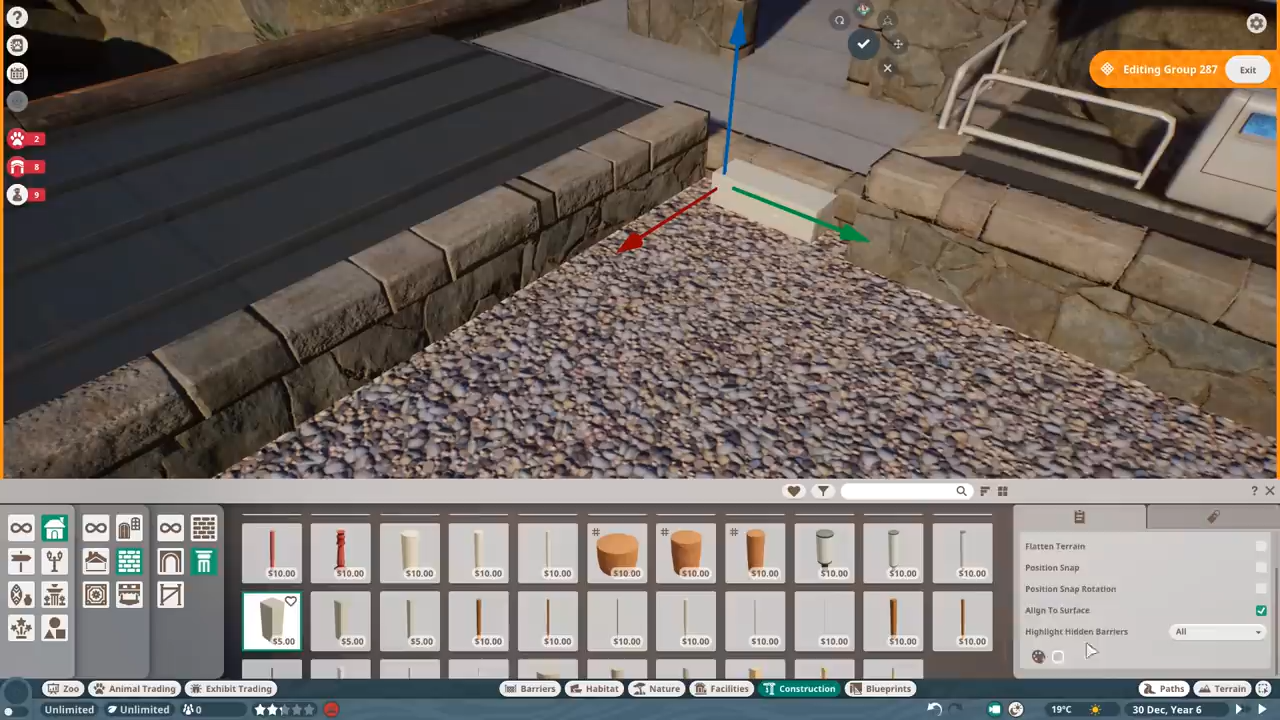 ?
Editing Group 287
Exit
2
8
9
? ×
$10.00 $10.00 $10.00 $10.00 $10.00 # $10.00 # $10.00 # $10.00 $10.00 $10.00 $10.00
$5.00 $5.00 $5.00 $10.00 $10.00 $10.00 $10.00 $10.00 $10.00 $10.00 $10.00
Flatten Terrain
Position Snap
Position Snap Rotation
Align To Surface
Highlight Hidden Barriers All
Zoo Animal Trading Exhibit Trading Barriers Habitat Nature Facilities Construction Blueprints Paths Terrain
Unlimited Unlimited 0 19°C 30 Dec, Year 6